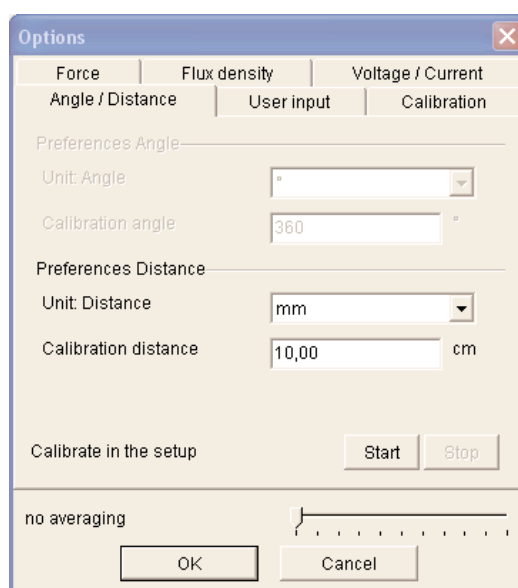 Options
Force Flux density Voltage / Current
Angle / Distance User input Calibration
Preferences Angle
Unit: Angle °
Calibration angle 360 °
Preferences Distance
Unit: Distance mm
Calibration distance 10,00 cm
Calibrate in the setup Start Stop
no averaging
OK Cancel